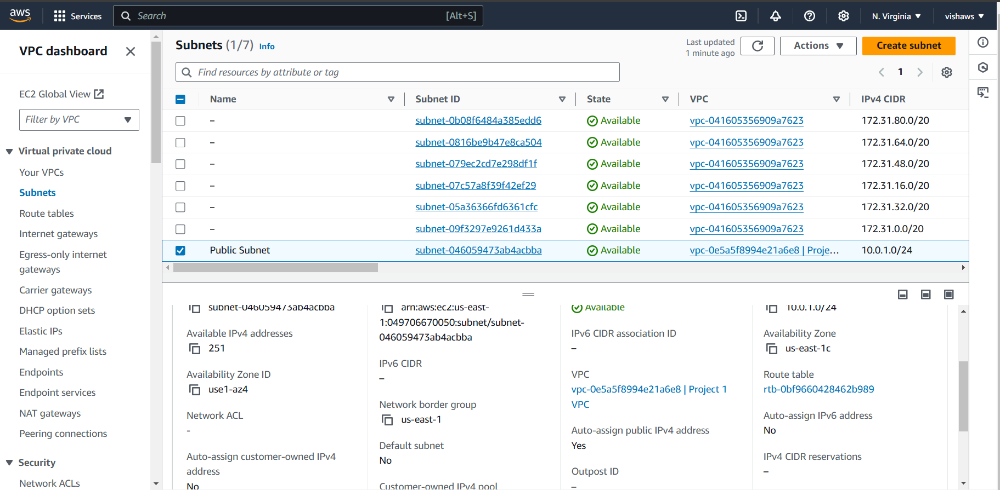 aws
Services
Search [Alt+S]
N. Virginia
vishaws
VPC dashboard
EC2 Global View
Filter by VPC
Virtual private cloud
Your VPCs
Subnets
Route tables
Internet gateways
Egress-only internet
gateways
Carrier gateways
DHCP option sets
Elastic IPs
Managed prefix lists
Endpoints
Endpoint services
NAT gateways
Peering connections
Security
Network ACLs
Subnets (1/7) Info
Last updated
1 minute ago
Actions
Create subnet
Find resources by attribute or tag
1
Name Subnet ID State VPC IPv4 CIDR
– subnet-0b08f6484a385edd6 Available vpc-041605356909a7623 172.31.80.0/20
– subnet-0816be9b47e8ca504 Available vpc-041605356909a7623 172.31.64.0/20
– subnet-079ec2cd7e298df1f Available vpc-041605356909a7623 172.31.48.0/20
– subnet-07c57a8f39f42ef29 Available vpc-041605356909a7623 172.31.16.0/20
– subnet-05a36366fd6361cfc Available vpc-041605356909a7623 172.31.32.0/20
– subnet-09f3297e9261d433a Available vpc-041605356909a7623 172.31.0.0/20
Public Subnet subnet-046059473ab4acbba Available vpc-0e5a5f8994e21a6e8 | Proje... 10.0.1.0/24
subnet-046059473ab4acbba
Available IPv4 addresses
251
Availability Zone ID
use1-az4
Network ACL
-
Auto-assign customer-owned IPv4
address
No
arn:aws:ec2:us-east-
1:049706670050:subnet/subnet-
046059473ab4acbba
IPv6 CIDR
–
Network border group
us-east-1
Default subnet
No
Customer-owned IPv4 pool
Available
IPv6 CIDR association ID
–
VPC
vpc-0e5a5f8994e21a6e8 | Project 1
VPC
Auto-assign public IPv4 address
Yes
Outpost ID
–
10.0.1.0/24
Availability Zone
us-east-1c
Route table
rtb-0bf9660428462b989
Auto-assign IPv6 address
No
IPv4 CIDR reservations
–